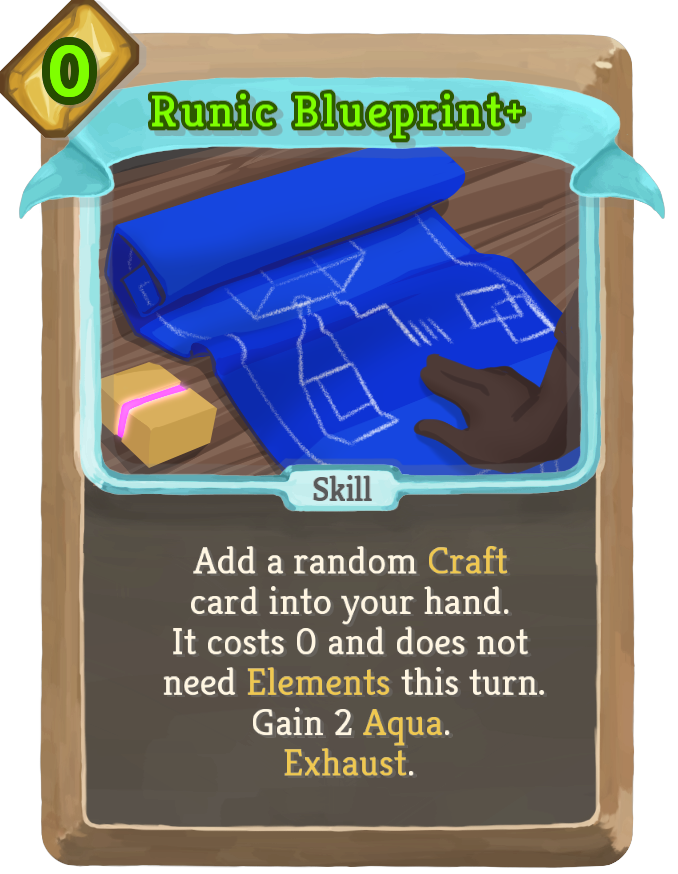 0
Runic Blueprint+
Skill
Add a random Craft
card into your hand.
It costs 0 and does not
need Elements this turn.
Gain 2 Aqua.
Exhaust.